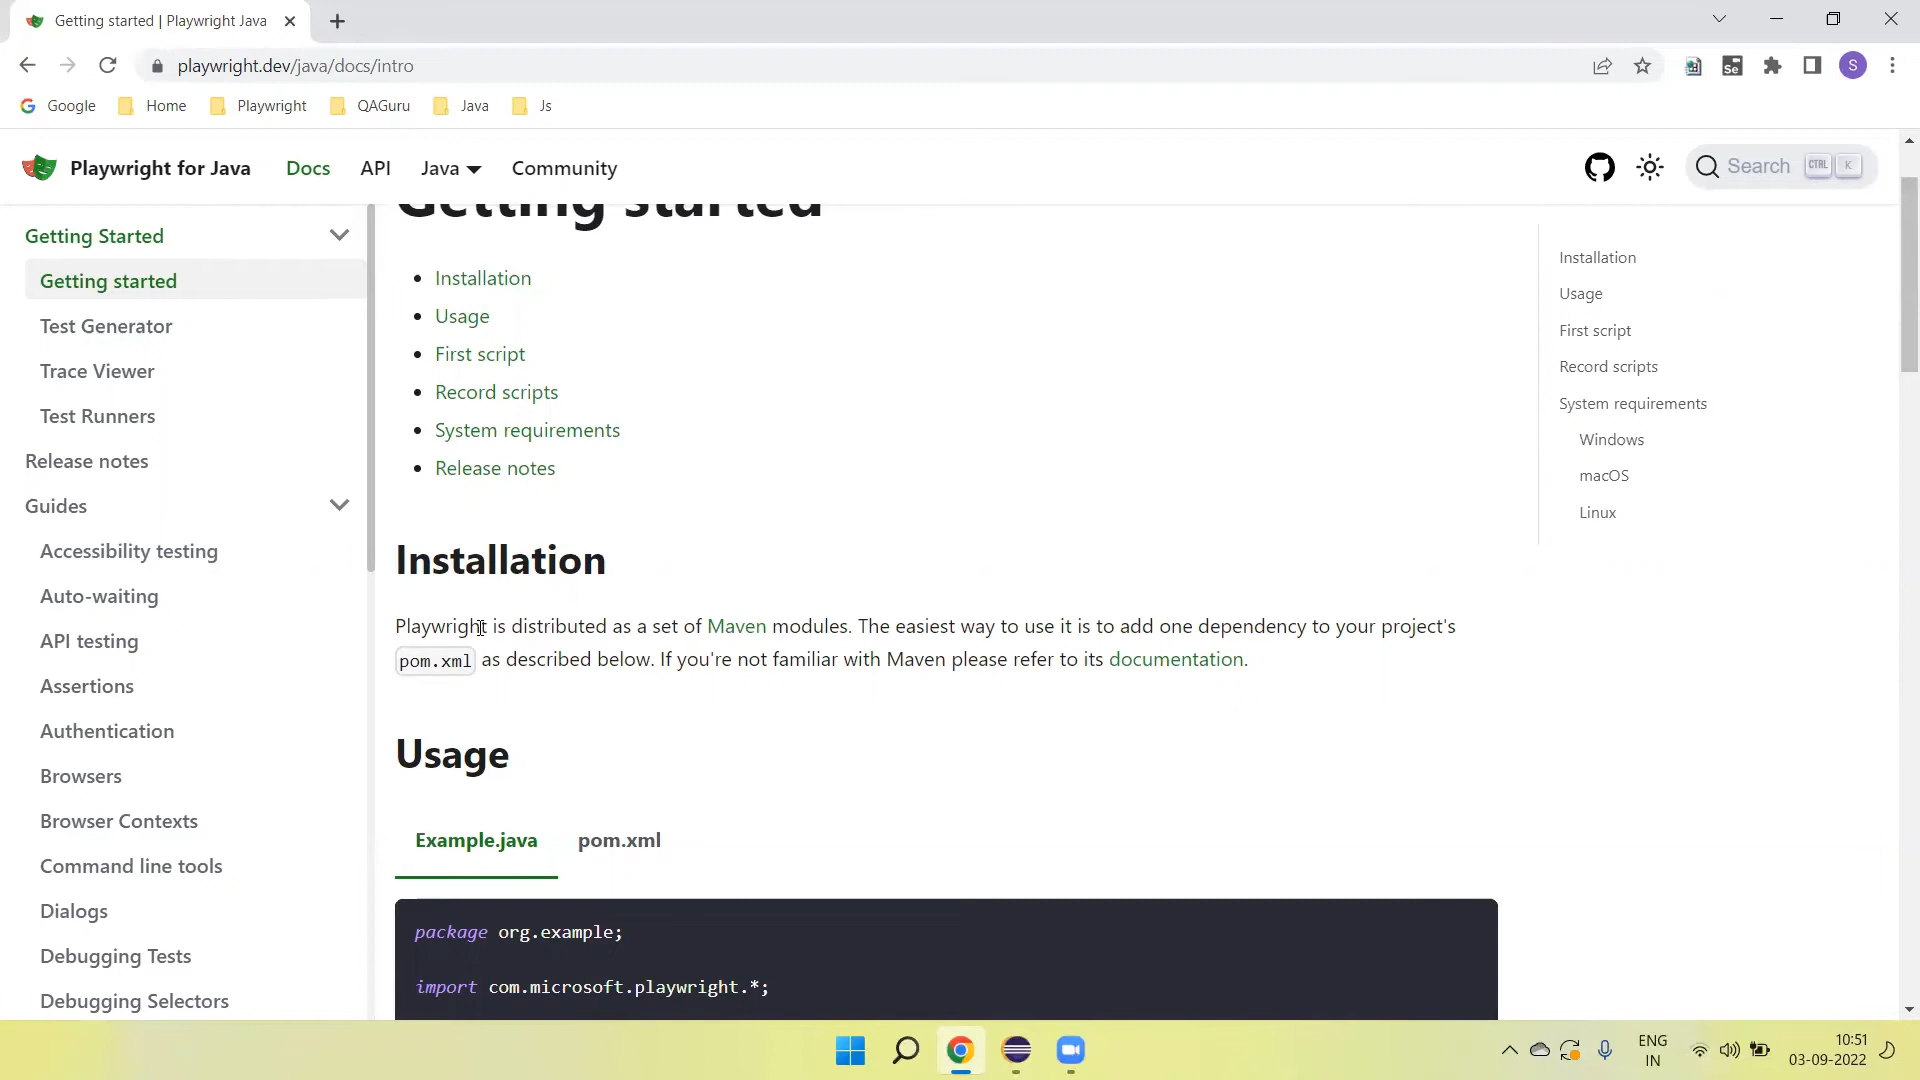 Getting started | Playwright Java
playwright.dev/java/docs/intro
S
Google
Home
Playwright
QAGuru
Java
Js
Playwright for Java
Docs
API
Java
Community
Search
CTRL
K
Getting Started
Getting started
Test Generator
Trace Viewer
Test Runners
Release notes
Guides
Accessibility testing
Auto-waiting
API testing
Assertions
Authentication
Browsers
Browser Contexts
Command line tools
Dialogs
Debugging Tests
Debugging Selectors
Getting started
Installation
Usage
First script
Record scripts
System requirements
Release notes
Installation
Playwright is distributed as a set of Maven modules. The easiest way to use it is to add one dependency to your project's
pom.xml as described below. If you're not familiar with Maven please refer to its documentation.
Usage
Example.java
pom.xml
package org.example;
import com.microsoft.playwright.*;
Installation
Usage
First script
Record scripts
System requirements
Windows
macOS
Linux
ENG
IN
10:51
03-09-2022